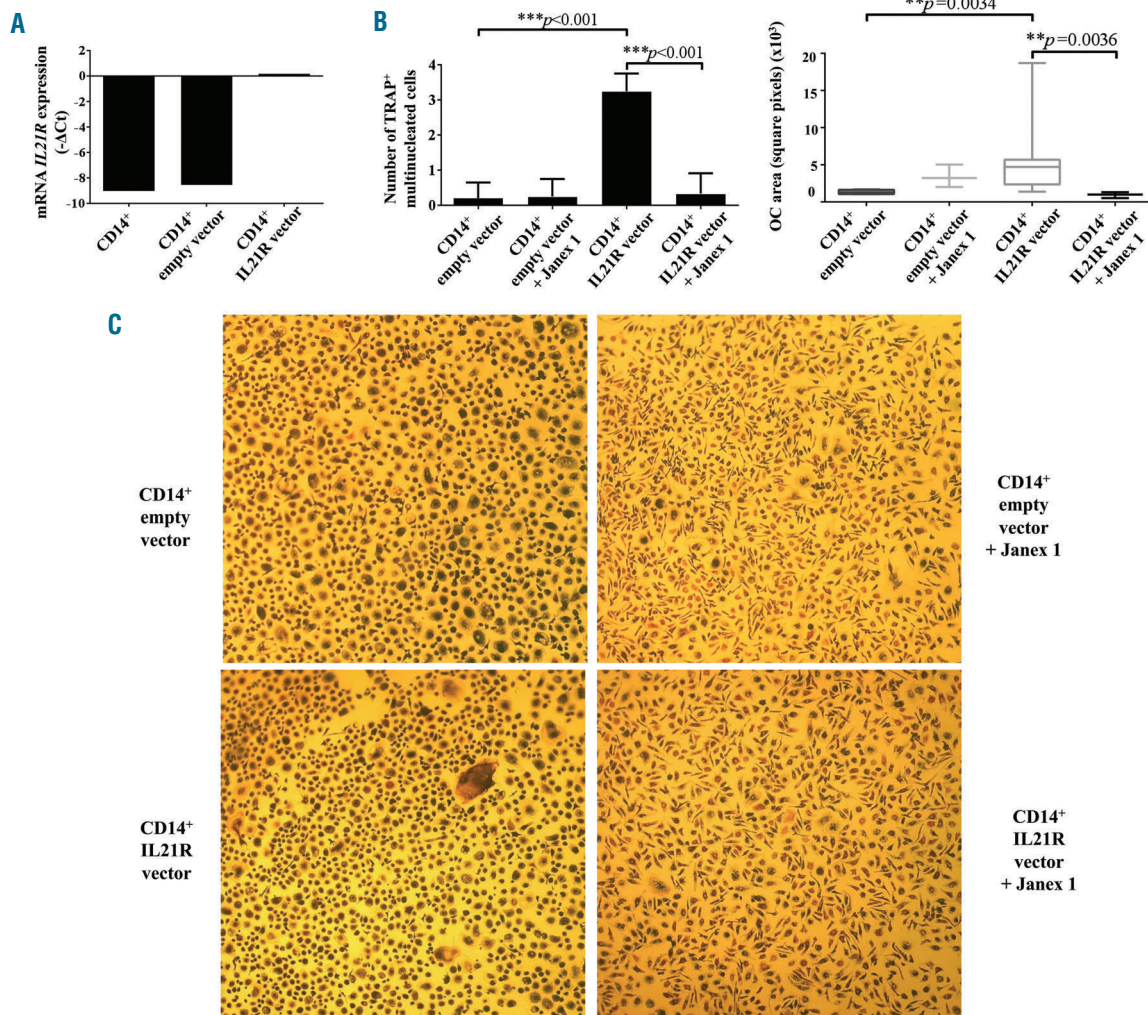 A
mRNA IL21R expression
(-ΔCt)
2
0
-2
-4
-6
-8
-10
CD14+
CD14+
empty vector
CD14+
IL21R vector
B
***p<0.001
***p<0.001
Number of TRAP+
multinucleated cells
4
3
2
1
0
CD14+
empty vector
CD14+
empty vector
+ Janex 1
CD14+
IL21R vector
CD14+
IL21R vector
+ Janex 1
**p=0.0034
**p=0.0036
OC area (square pixels) (x10³)
20
15
10
5
0
CD14+
empty vector
CD14+
empty vector
+ Janex 1
CD14+
IL21R vector
CD14+
IL21R vector
+ Janex 1
C
CD14+
empty
vector
CD14+
empty
vector
+ Janex 1
CD14+
IL21R
vector
CD14+
IL21R
vector
+ Janex 1